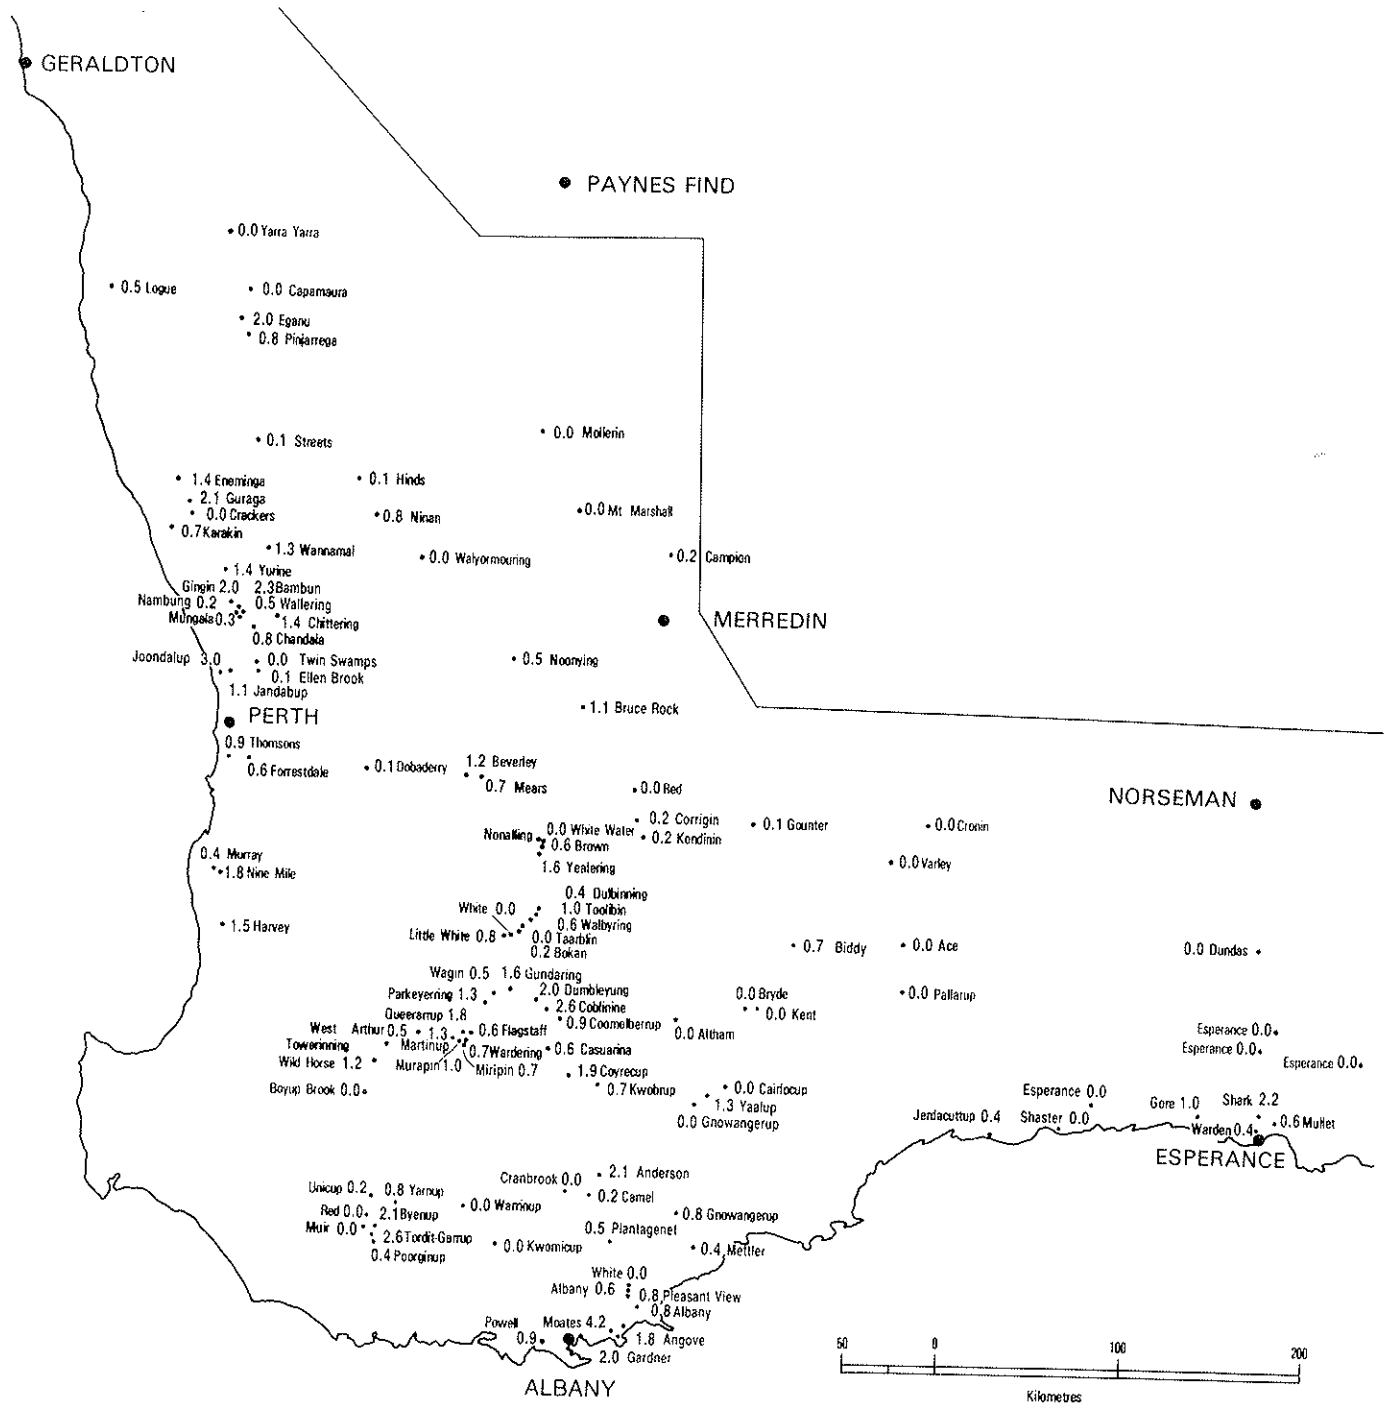 GERALDTON
PAYNES FIND
0.0 Yarra Yarra
0.5 Logue
0.0 Capamaura
2.0 Eganu
0.8 Pinjarrega
0.0 Mollerin
0.1 Streets
1.4 Eneminga
0.1 Hinds
2.1 Guraga
0.0 Crackers
0.8 Ninan
0.0 Mt Marshall
0.7 Karakin
1.3 Wannamal
0.0 Walyormouring
0.2 Campion
1.4 Yurine
Gingin 2.0
2.3 Bambun
Nambung 0.2
0.5 Wallering
Mungala 0.3
1.4 Chittering
MERREDIN
0.8 Chandala
Joondalup 3.0
0.0 Twin Swamps
0.5 Noonying
0.1 Ellen Brook
1.1 Jandabup
1.1 Bruce Rock
PERTH
0.9 Thomsons
0.6 Forrestdale
0.1 Dobaderry
1.2 Beverley
0.7 Mears
0.0 Red
NORSEMAN
0.2 Corrigin
0.1 Gounter
0.0 Cronin
Nonalling
0.0 White Water
0.2 Kondinin
0.6 Brown
0.4 Murray
1.8 Nine Mile
1.6 Yealering
0.0 Varley
0.4 Dulbinning
White 0.0
1.0 Toolibin
1.5 Harvey
0.6 Walbyring
Little White 0.8
0.0 Taarblin
0.2 Bokan
0.7 Biddy
0.0 Ace
0.0 Dundas
Wagin 0.5
1.6 Gundaring
Parkeyerring 1.3
2.0 Dumbleyung
0.0 Bryde
0.0 Pallarup
2.6 Coblinine
0.0 Kent
Queerarrup 1.8
0.9 Coomelberrup
0.0 Altham
West Arthur 0.5
1.3
0.6 Flagstaff
Esperance 0.0
Towerinning
Martinup
0.7 Wardering
0.6 Casuarina
Esperance 0.0
Wild Horse 1.2
Murapin 1.0
Miripin 0.7
1.9 Coyrecup
Esperance 0.0
Boyup Brook 0.0
0.7 Kwobrup
0.0 Cairlocup
Esperance 0.0
1.3 Yaalup
0.0 Gnowangerup
Gore 1.0
Shark 2.2
Jerdacuttup 0.4
Shaster 0.0
Warden 0.4
0.6 Mullet
ESPERANCE
2.1 Anderson
Cranbrook 0.0
Unicup 0.2
0.8 Yarnup
0.2 Camel
0.0 Warrinup
Red 0.0
2.1 Byenup
0.8 Gnowangerup
Muir 0.0
0.5 Plantagenet
2.6 Tordit-Garrup
0.0 Kwornicup
0.4 Mettler
0.4 Poorginup
White 0.0
Albany 0.6
0.8 Pleasant View
0.8 Albany
Powell
0.9
Moates 4.2
1.8 Angove
2.0 Gardner
ALBANY
50 0 100 200
Kilometres